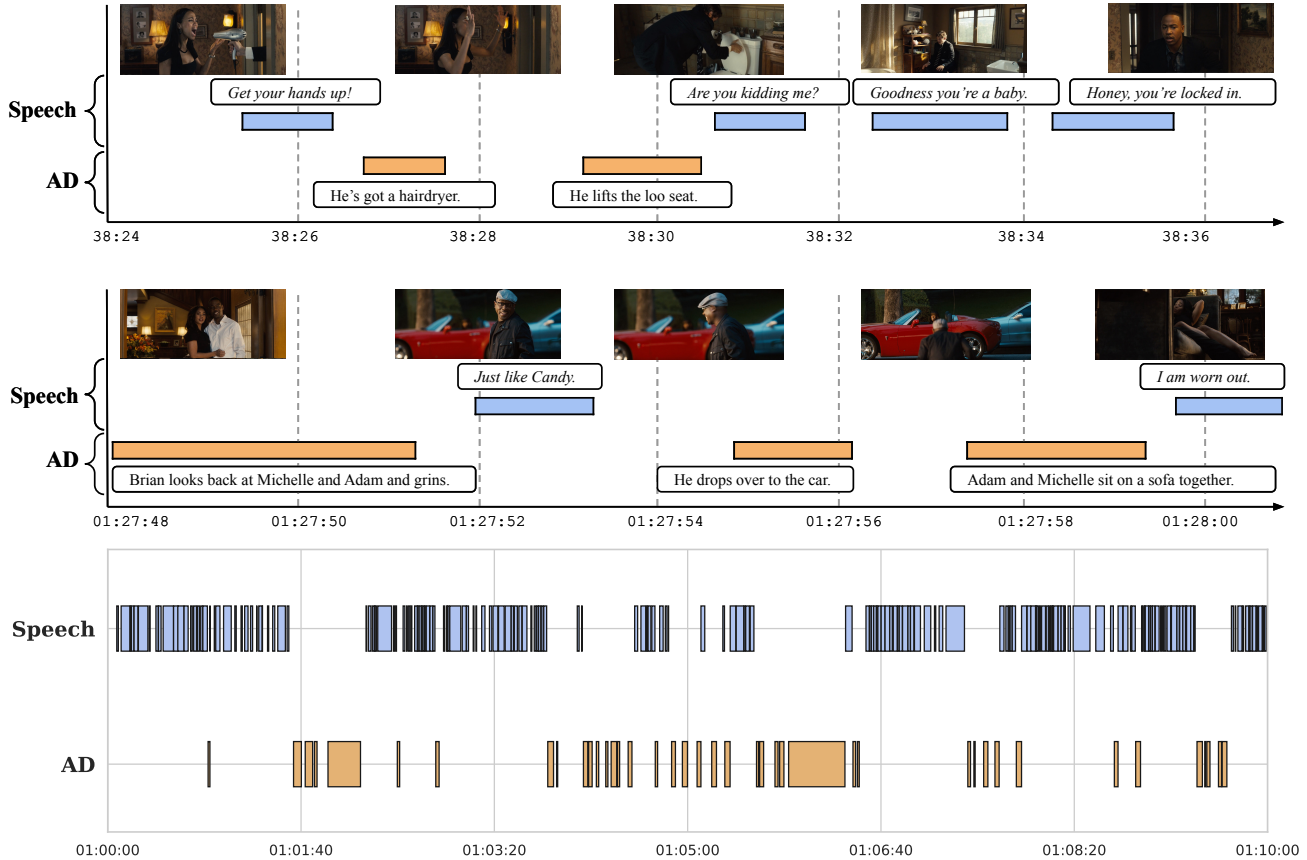 Get your hands up!
Are you kidding me?
Goodness you're a baby.
Honey, you're locked in.
Speech
AD
He's got a hairdryer.
He lifts the loo seat.
38:24
38:26
38:28
38:30
38:32
38:34
38:36
Just like Candy.
I am worn out.
Speech
AD
Brian looks back at Michelle and Adam and grins.
He drops over to the car.
Adam and Michelle sit on a sofa together.
01:27:48
01:27:50
01:27:52
01:27:54
01:27:56
01:27:58
01:28:00
Speech
AD
01:00:00
01:01:40
01:03:20
01:05:00
01:06:40
01:08:20
01:10:00